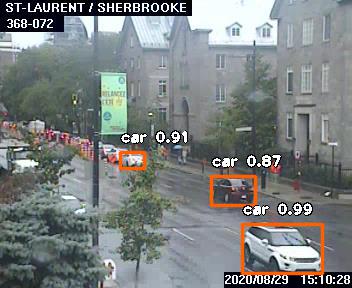 ST-LAURENT / SHERBROOKE
368-072
car 0.91
car 0.87
car 0.99
2020/08/29 15:10:28